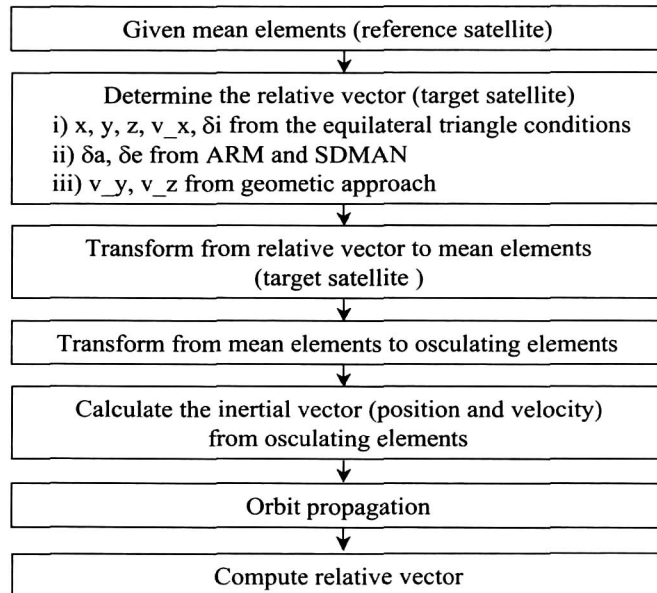 Given mean elements (reference satellite)
Determine the relative vector (target satellite)
i) x, y, z, v_x, δi from the equilateral triangle conditions
ii) δa, δe from ARM and SDMAN
iii) v_y, v_z from geometic approach
Transform from relative vector to mean elements
(target satellite )
Transform from mean elements to osculating elements
Calculate the inertial vector (position and velocity)
from osculating elements
Orbit propagation
Compute relative vector